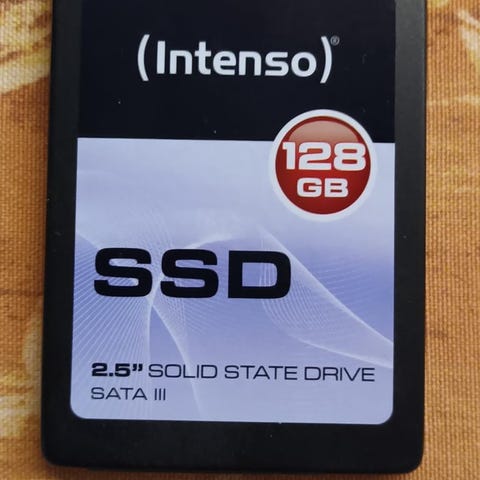 (Intenso)®
128
GB
SSD
2.5” SOLID STATE DRIVE
SATA III